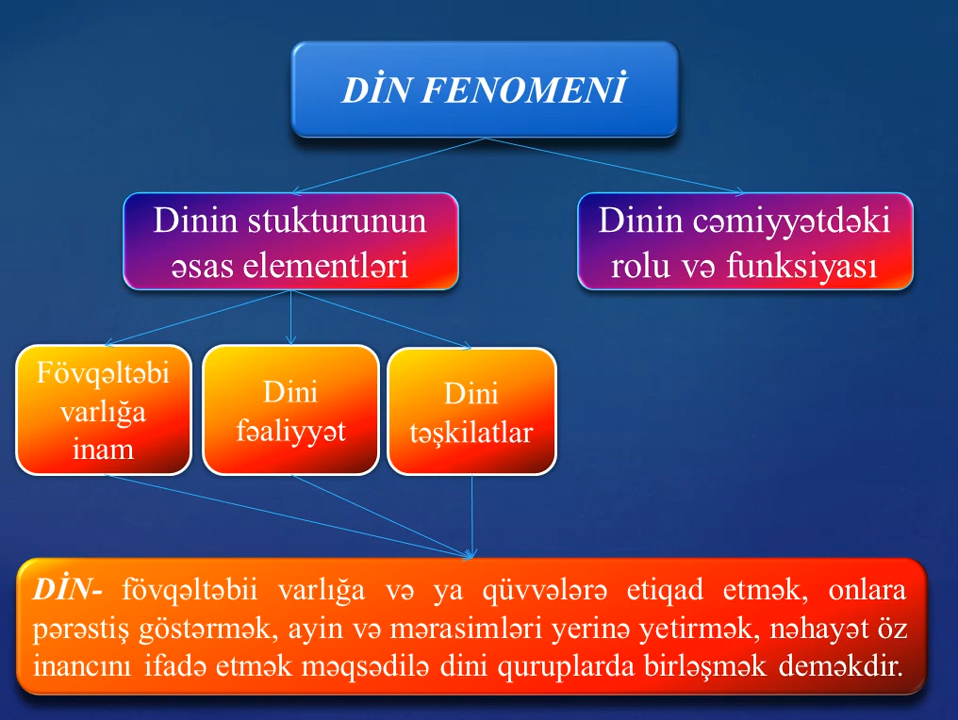 DİN FENOMENİ
Dinin stukturunun
əsas elementləri
Dinin cəmiyyətdəki
rolu və funksiyası
Fövqəltəbi
varlığa
inam
Dini
fəaliyyət
Dini
təşkilatlar
DİN- fövqəltəbii varlığa və ya qüvvələrə etiqad etmək, onlara
pərəstiş göstərmək, ayin və mərasimləri yerinə yetirmək, nəhayət öz
inancını ifadə etmək məqsədilə dini quruplarda birləşmək deməkdir.